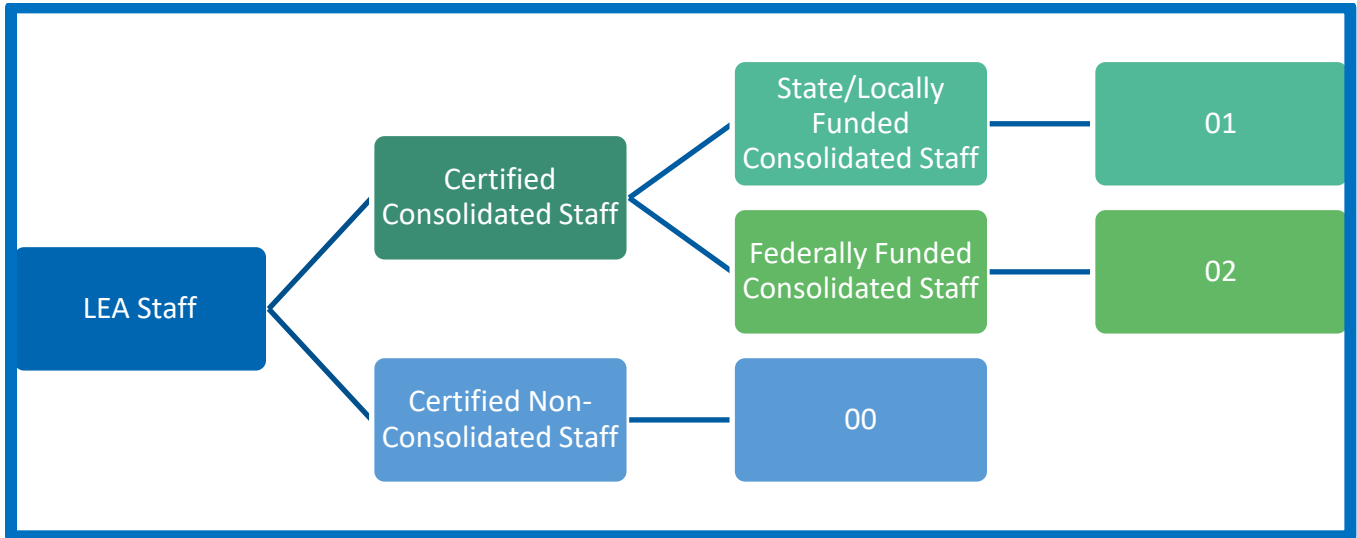 LEA Staff
Certified
Consolidated Staff
State/Locally
Funded
Consolidated Staff
01
Federally Funded
Consolidated Staff
02
Certified Non-
Consolidated Staff
00